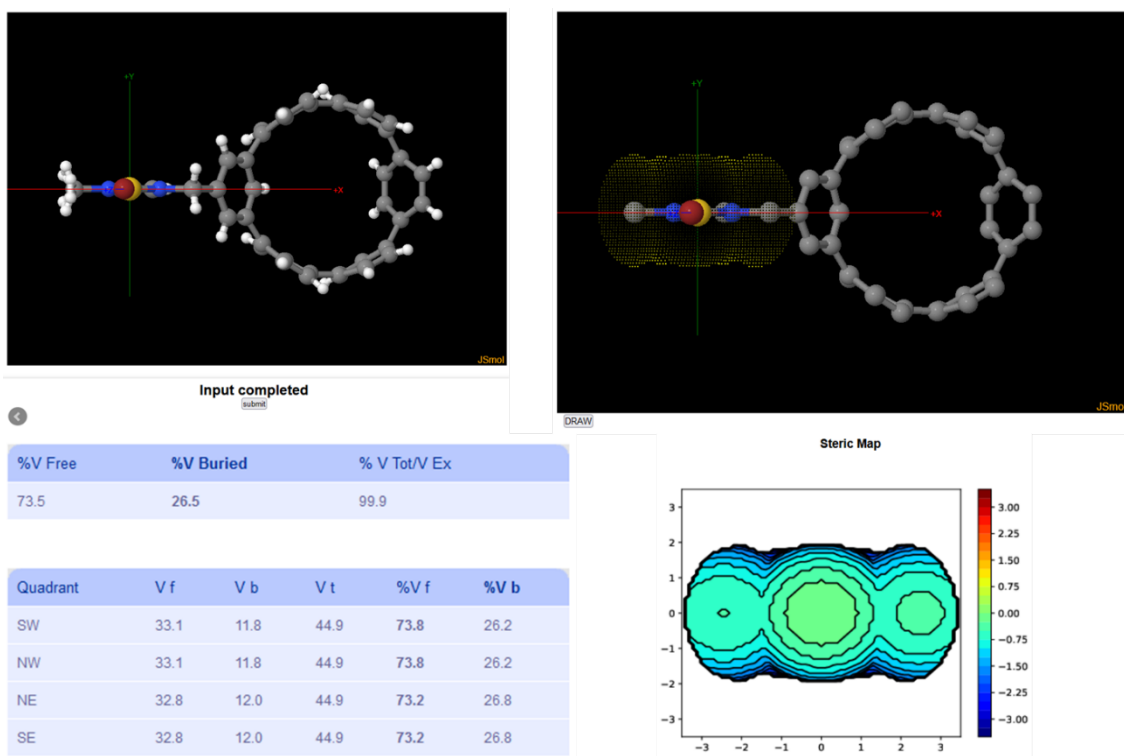 +Y
+X
JSmol
Input completed
submit
+Y
+X
JSmol
DRAW
%V Free %V Buried % V Tot/V Ex
73.5 26.5 99.9
Quadrant V f V b V t %V f %V b
SW 33.1 11.8 44.9 73.8 26.2
NW 33.1 11.8 44.9 73.8 26.2
NE 32.8 12.0 44.9 73.2 26.8
SE 32.8 12.0 44.9 73.2 26.8
Steric Map
3
2
1
0
−1
−2
−3
−3 −2 −1 0 1 2 3
3.00
2.25
1.50
0.75
0.00
−0.75
−1.50
−2.25
−3.00